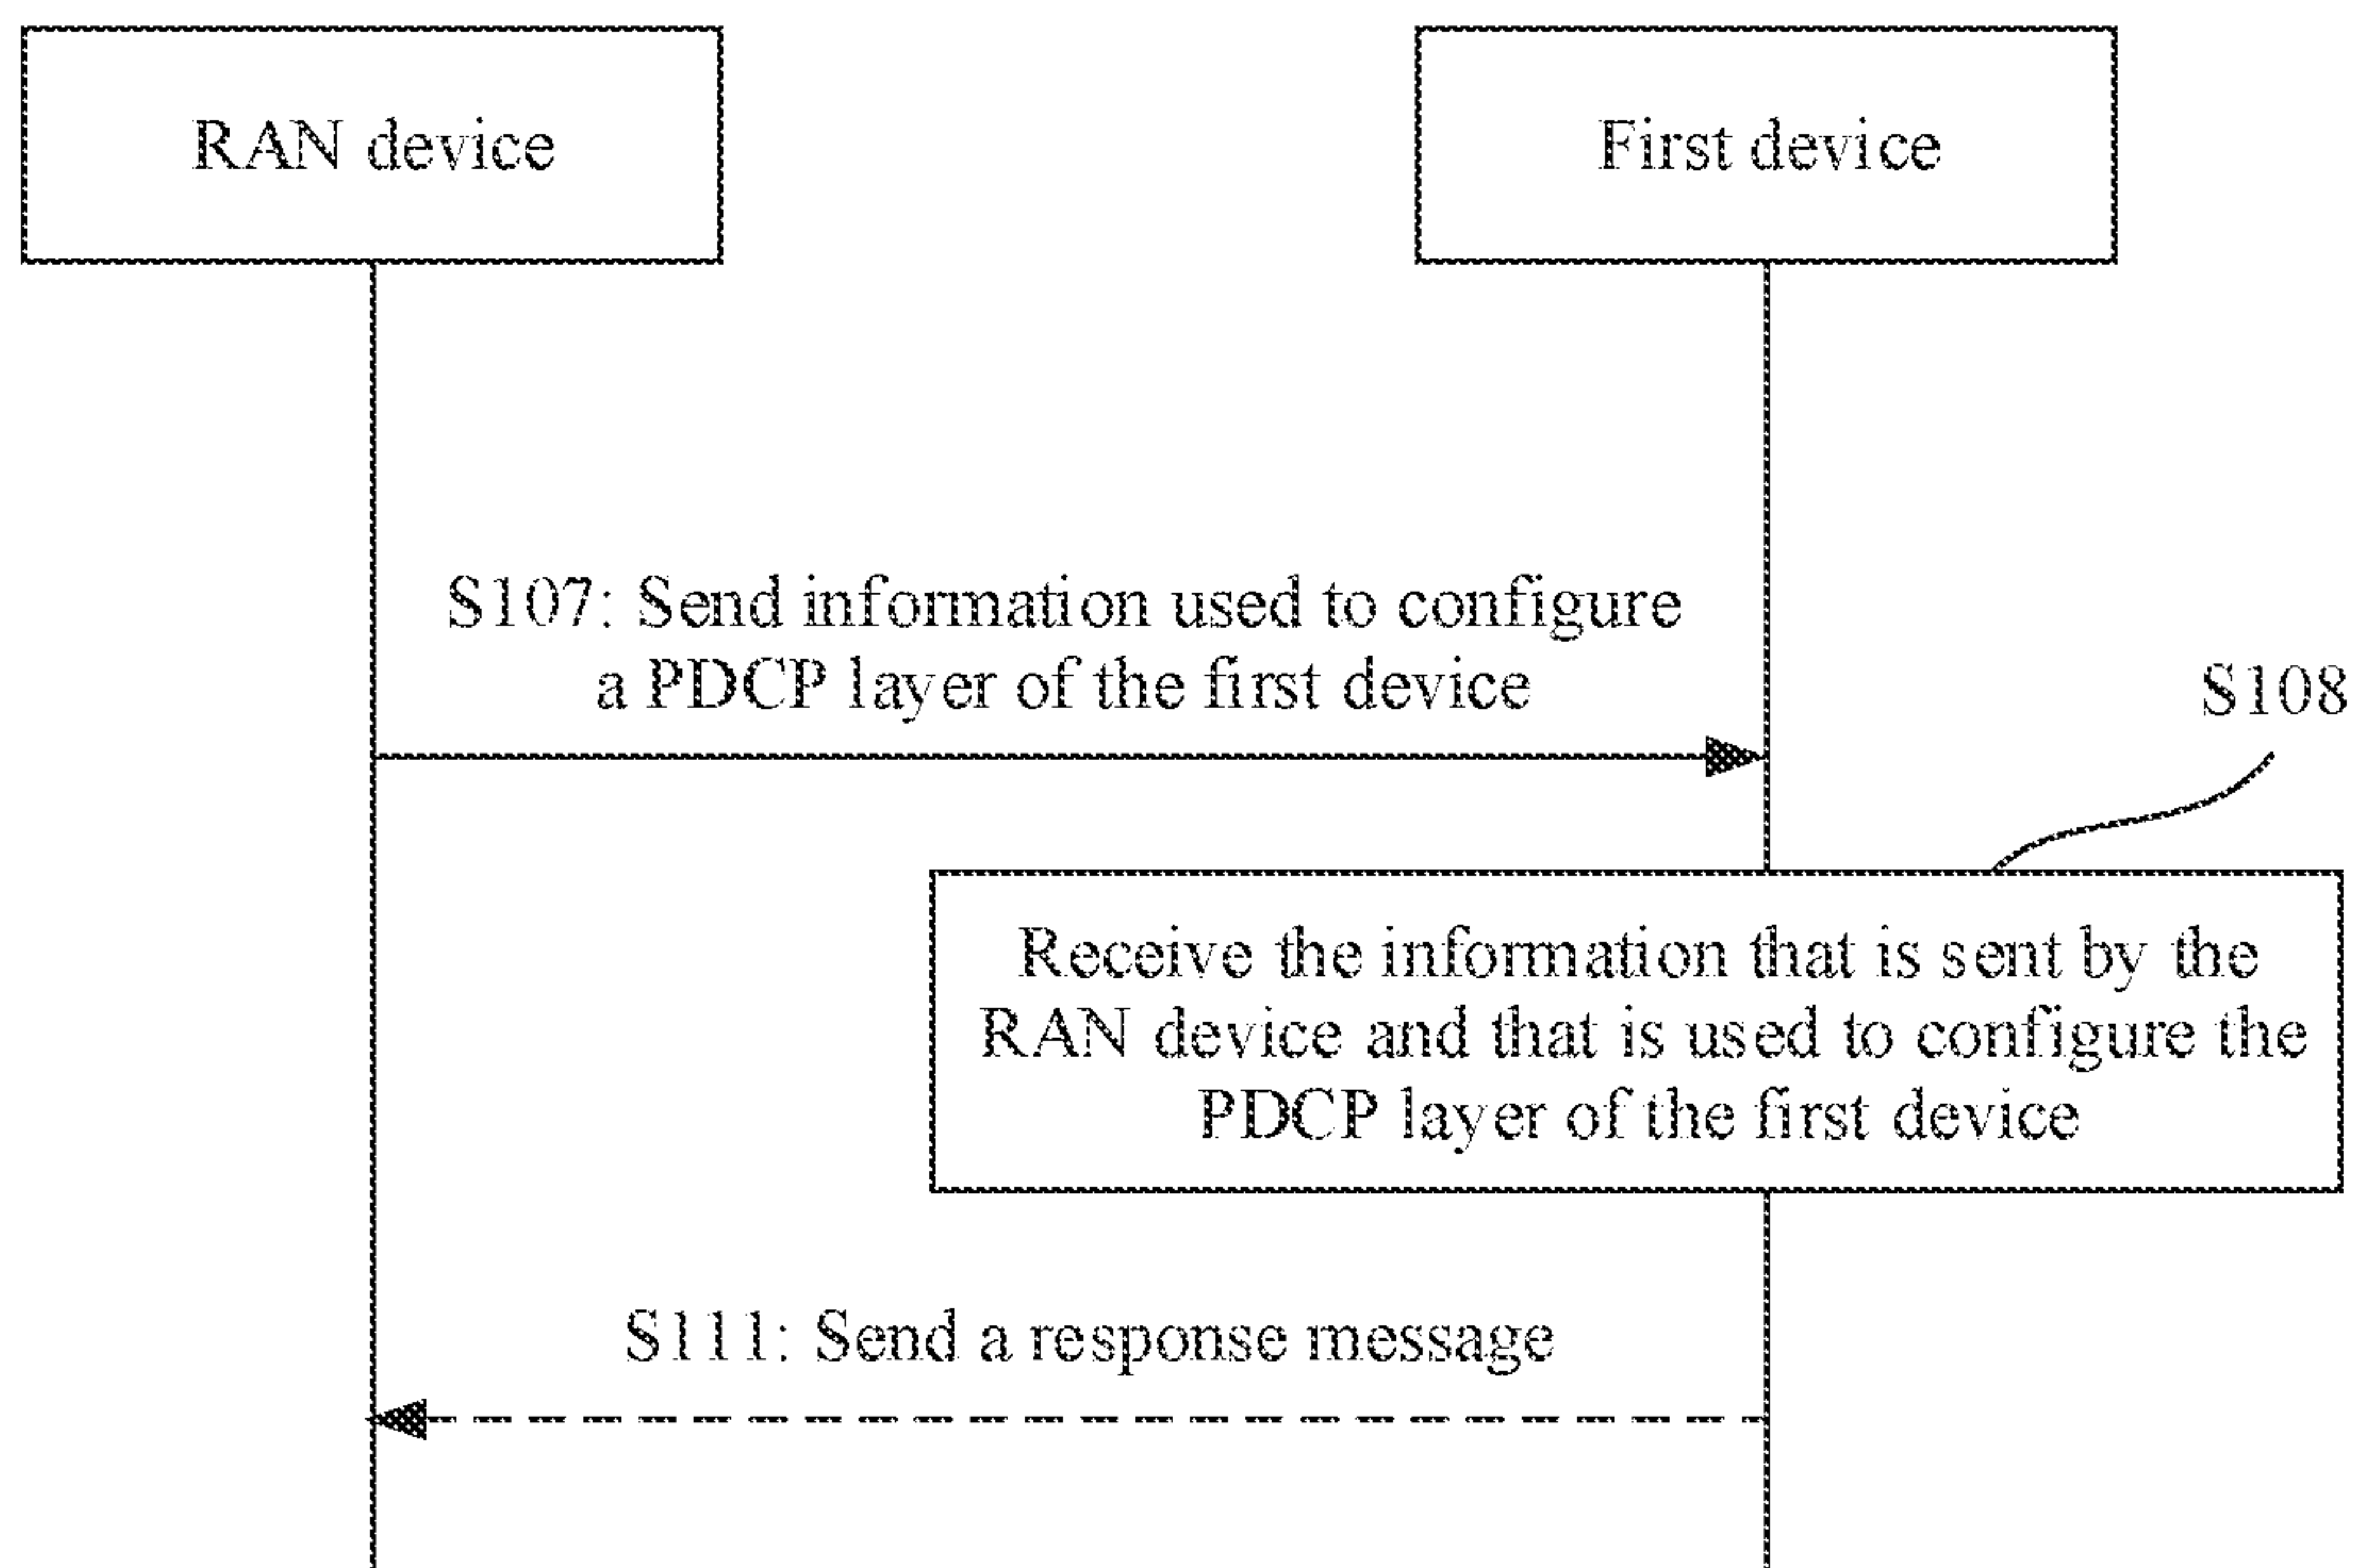 RAN device
First device
S107: Send information used to configure
a PDCP layer of the first device
S108
Receive the information that is sent by the
RAN device and that is used to configure the
PDCP layer of the first device
S111: Send a response message